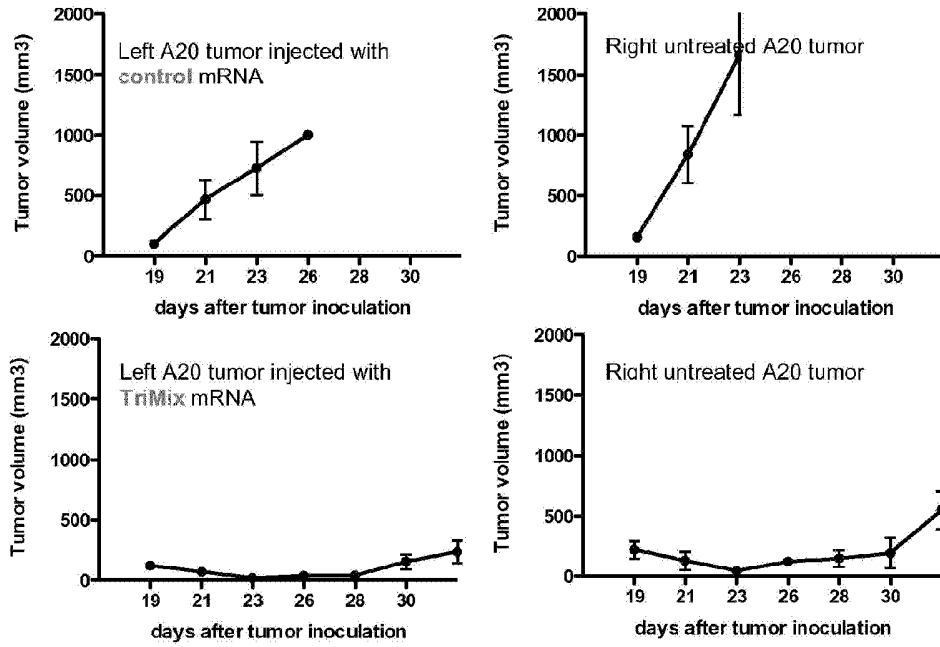 2000
1500
1000
500
0
Tumor volume (mm3)
Left A20 tumor injected with
control mRNA
19 21 23 26 28 30
days after tumor inoculation
2000
1500
1000
500
0
Tumor volume (mm3)
Right untreated A20 tumor
19 21 23 26 28 30
days after tumor inoculation
2000
1500
1000
500
0
Tumor volume (mm3)
Left A20 tumor injected with
TriMix mRNA
19 21 23 26 28 30
days after tumor inoculation
2000
1500
1000
500
0
Tumor volume (mm3)
Right untreated A20 tumor
19 21 23 26 28 30
days after tumor inoculation